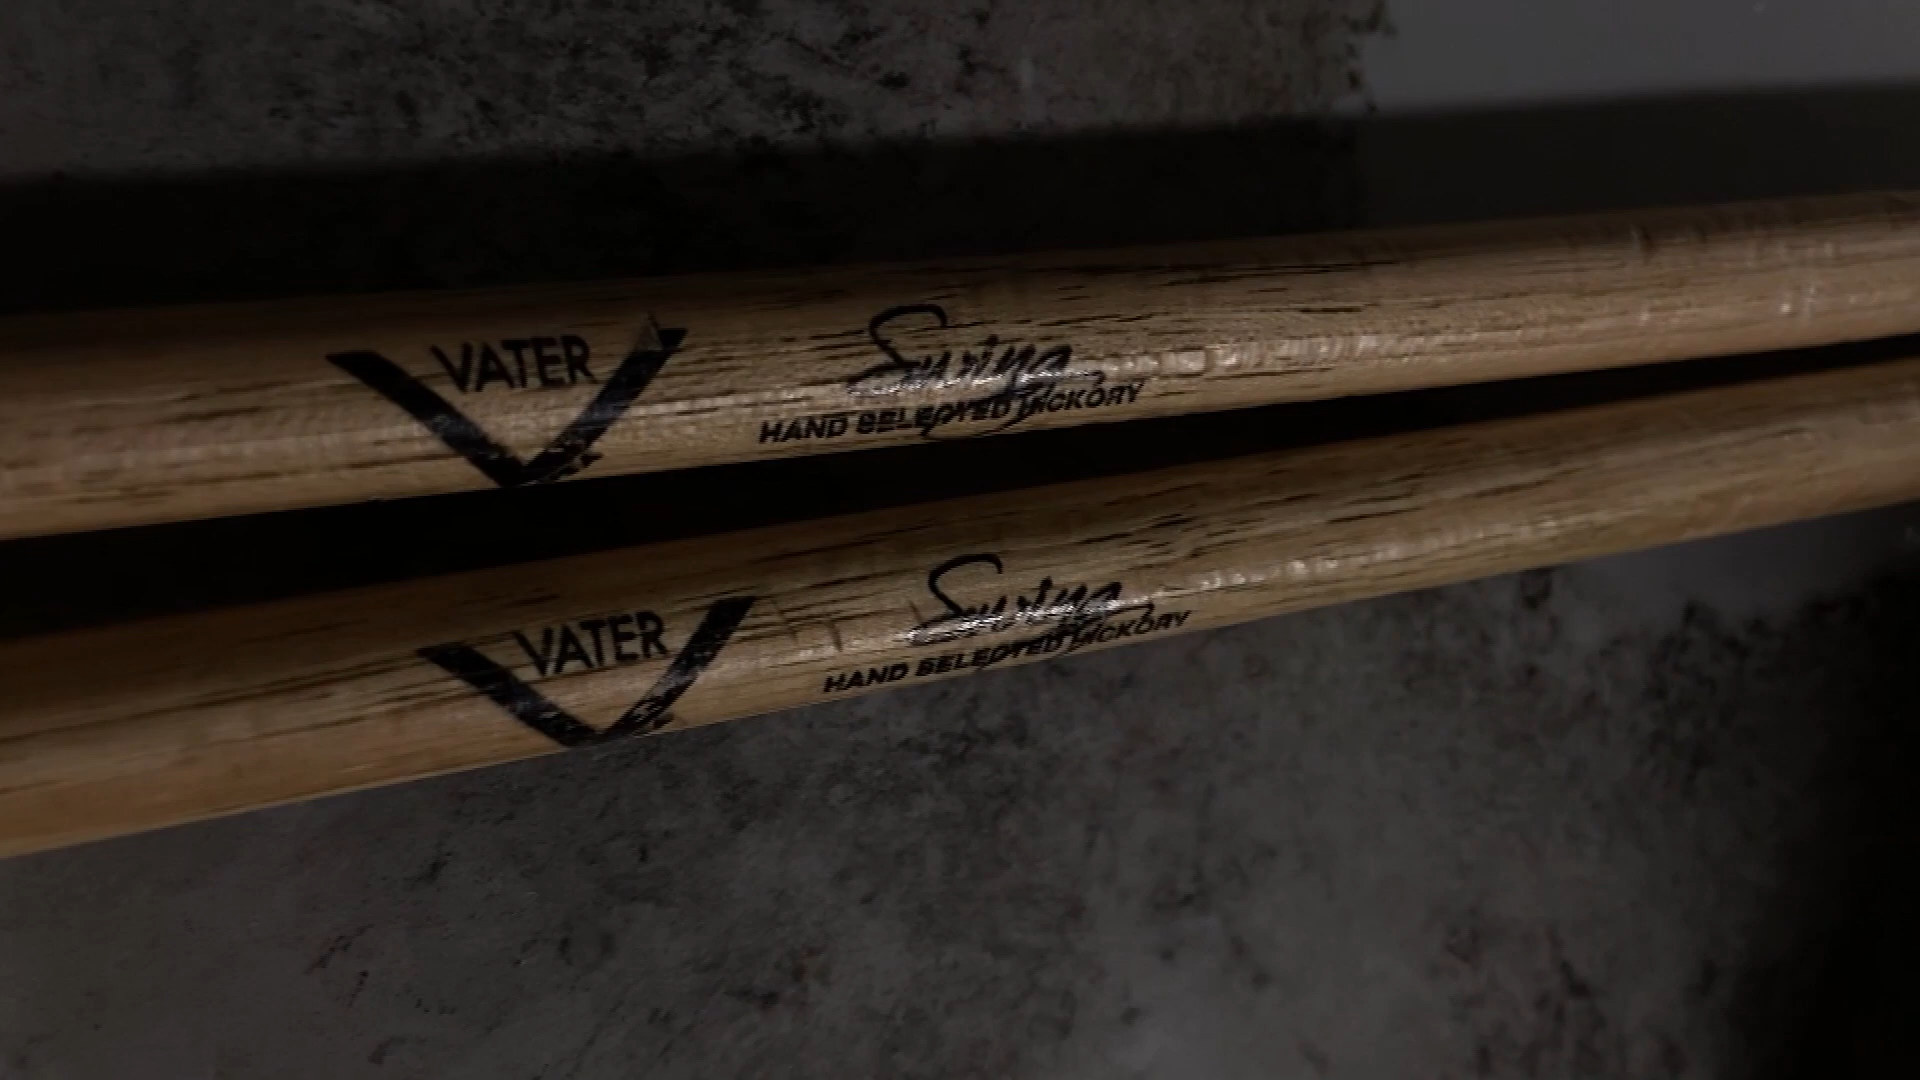 VATER
Swing
HAND SELECTED HICKORY
VATER
Swing
HAND SELECTED HICKORY